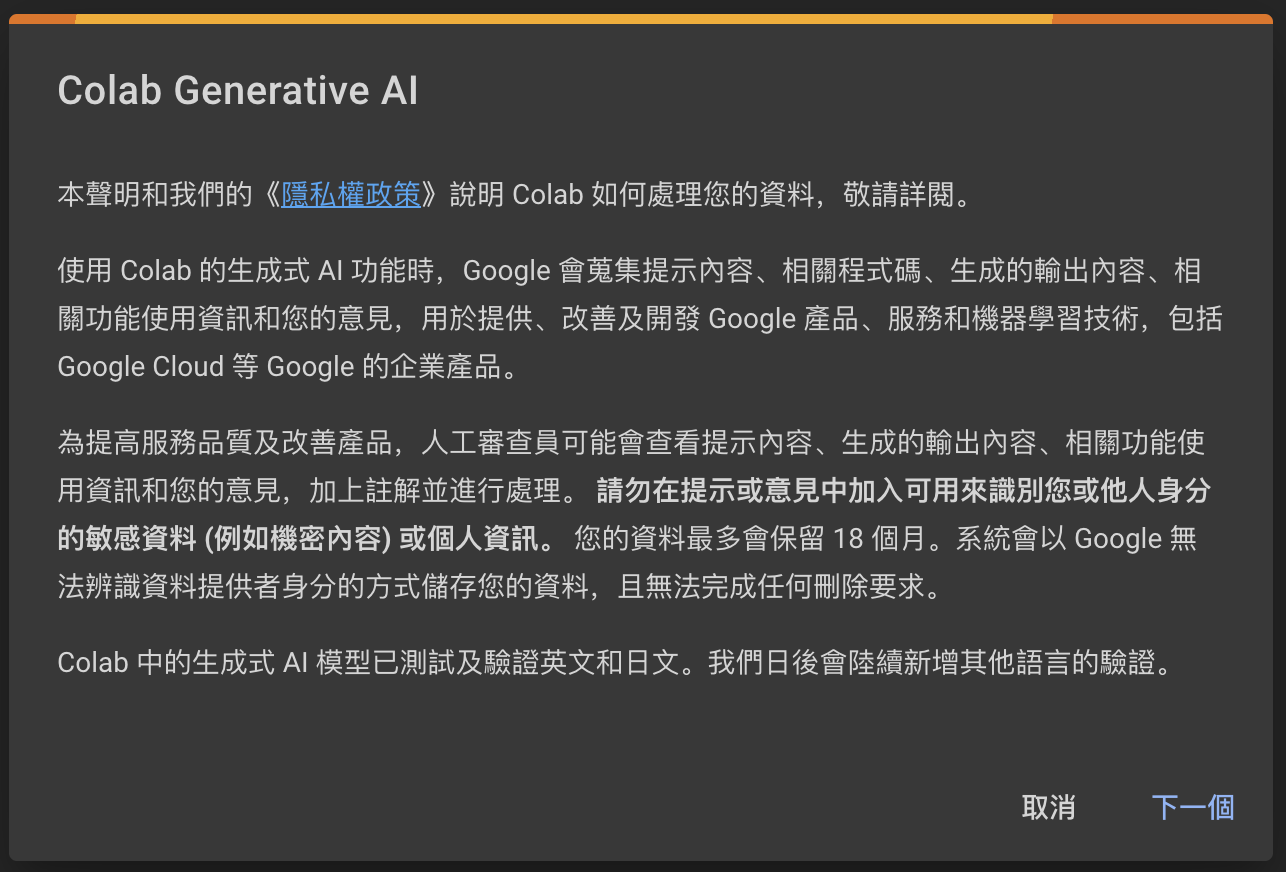 Colab Generative AI
本聲明和我們的《隱私權政策》說明 Colab 如何處理您的資料，敬請詳閱。
使用 Colab 的生成式 AI 功能時，Google 會蒐集提示內容、相關程式碼、生成的輸出內容、相
關功能使用資訊和您的意見，用於提供、改善及開發 Google 產品、服務和機器學習技術，包括
Google Cloud 等 Google 的企業產品。
為提高服務品質及改善產品，人工審查員可能會查看提示內容、生成的輸出內容、相關功能使
用資訊和您的意見，加上註解並進行處理。 請勿在提示或意見中加入可用來識別您或他人身分
的敏感資料 (例如機密內容) 或個人資訊。 您的資料最多會保留 18 個月。系統會以 Google 無
法辨識資料提供者身分的方式儲存您的資料，且無法完成任何刪除要求。
Colab 中的生成式 AI 模型已測試及驗證英文和日文。我們日後會陸續新增其他語言的驗證。
取消 下一個